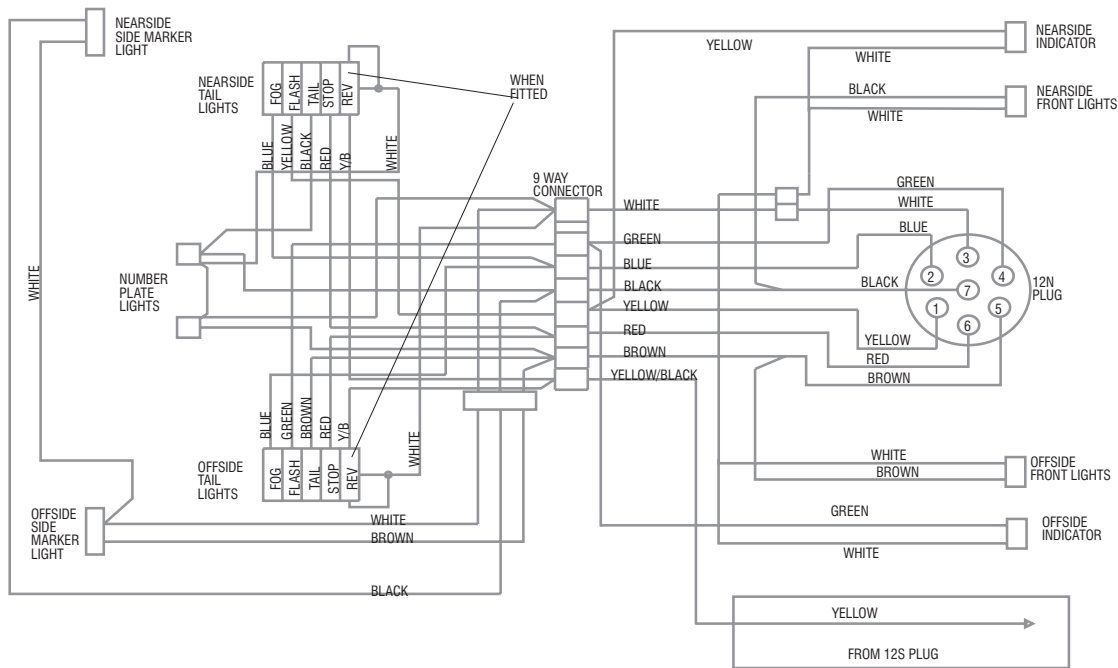 NEARSIDE
SIDE MARKER
LIGHT
NEARSIDE
TAIL
LIGHTS
FOG
FLASH
TAIL
STOP
REV
BLUE
YELLOW
BLACK
RED
Y/B
WHITE
WHEN
FITTED
YELLOW
WHITE
NEARSIDE
INDICATOR
BLACK
WHITE
NEARSIDE
FRONT LIGHTS
9 WAY
CONNECTOR
WHITE
GREEN
BLUE
BLACK
YELLOW
RED
BROWN
YELLOW/BLACK
GREEN
WHITE
BLUE
BLACK
YELLOW
RED
BROWN
1
2
3
4
5
6
7
12N
PLUG
WHITE
NUMBER
PLATE
LIGHTS
BLUE
GREEN
BROWN
RED
Y/B
WHITE
OFFSIDE
TAIL
LIGHTS
FOG
FLASH
TAIL
STOP
REV
OFFSIDE
SIDE
MARKER
LIGHT
WHITE
BROWN
BLACK
WHITE
BROWN
OFFSIDE
FRONT LIGHTS
GREEN
WHITE
OFFSIDE
INDICATOR
YELLOW
FROM 12S PLUG